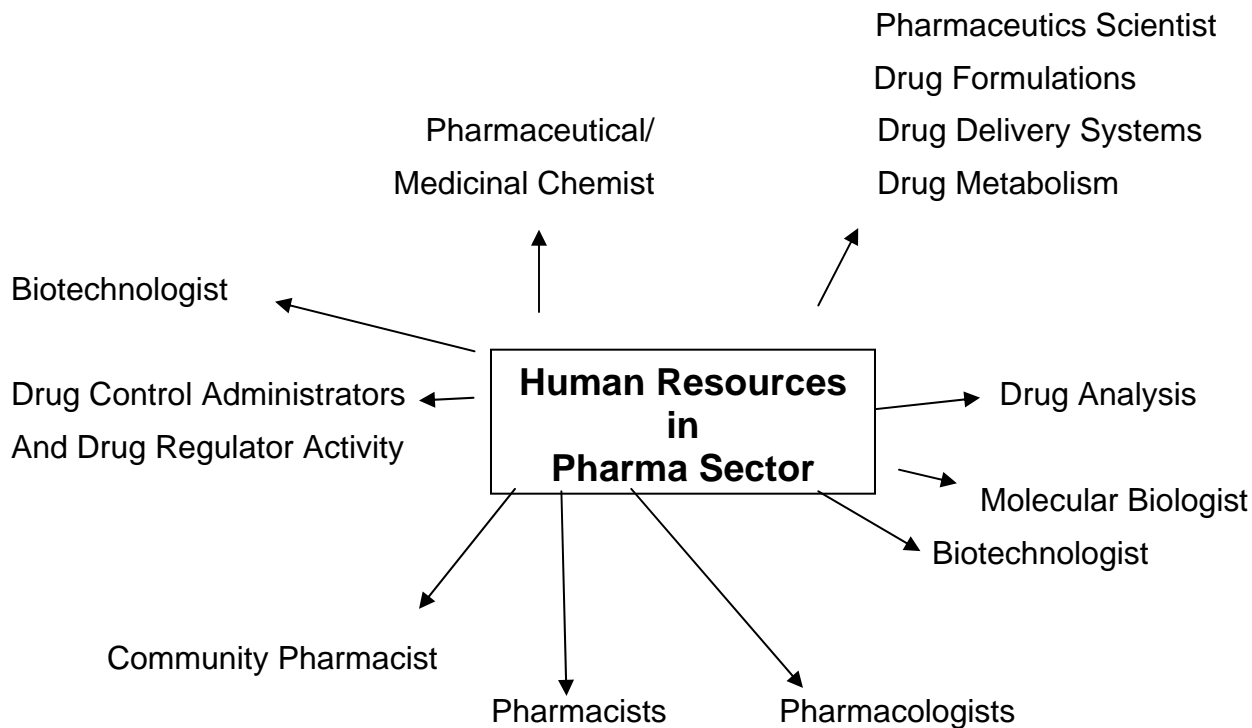 Pharmaceutics Scientist
Drug Formulations
Pharmaceutical/
Drug Delivery Systems
Medicinal Chemist
Drug Metabolism
Biotechnologist
Human Resources
in
Pharma Sector
Drug Control Administrators
And Drug Regulator Activity
Drug Analysis
Molecular Biologist
Biotechnologist
Community Pharmacist
Pharmacists
Pharmacologists